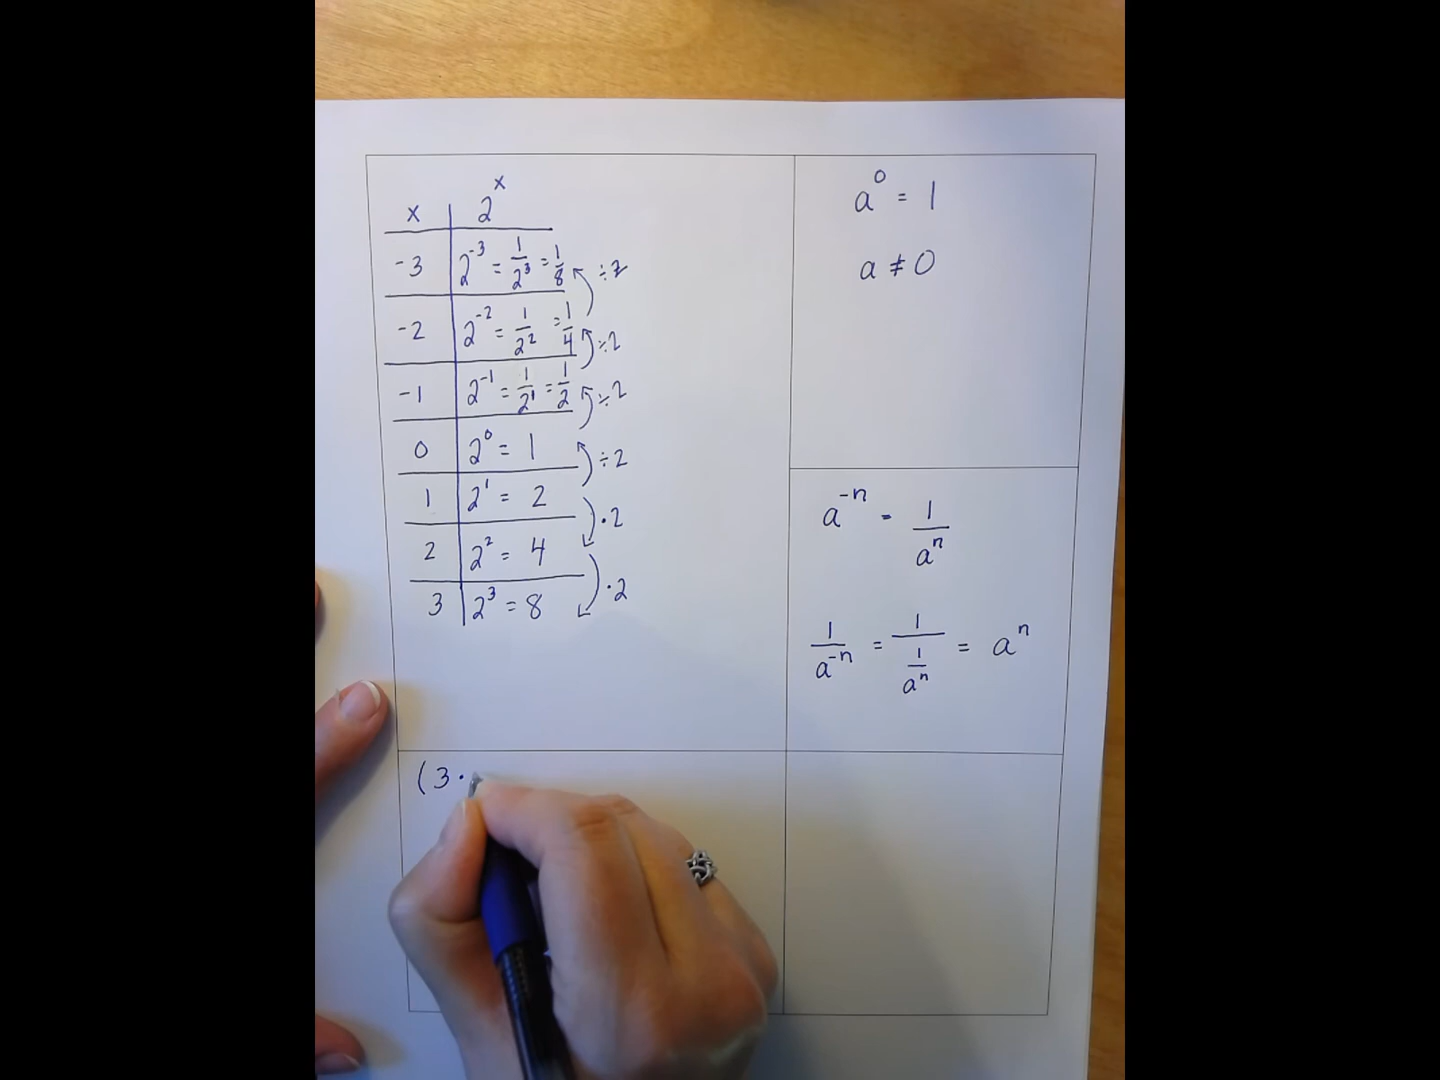 x | 2^x
-3 | 2^-3 = 1/2^3 = 1/8
÷2
-2 | 2^-2 = 1/2^2 = 1/4
÷2
-1 | 2^-1 = 1/2^1 = 1/2
÷2
0 | 2^0 = 1
÷2
1 | 2^1 = 2
·2
2 | 2^2 = 4
·2
3 | 2^3 = 8
a^0 = 1
a ≠ 0
a^-n = 1/a^n
1/a^-n = 1/(1/a^n) = a^n
(3 ·